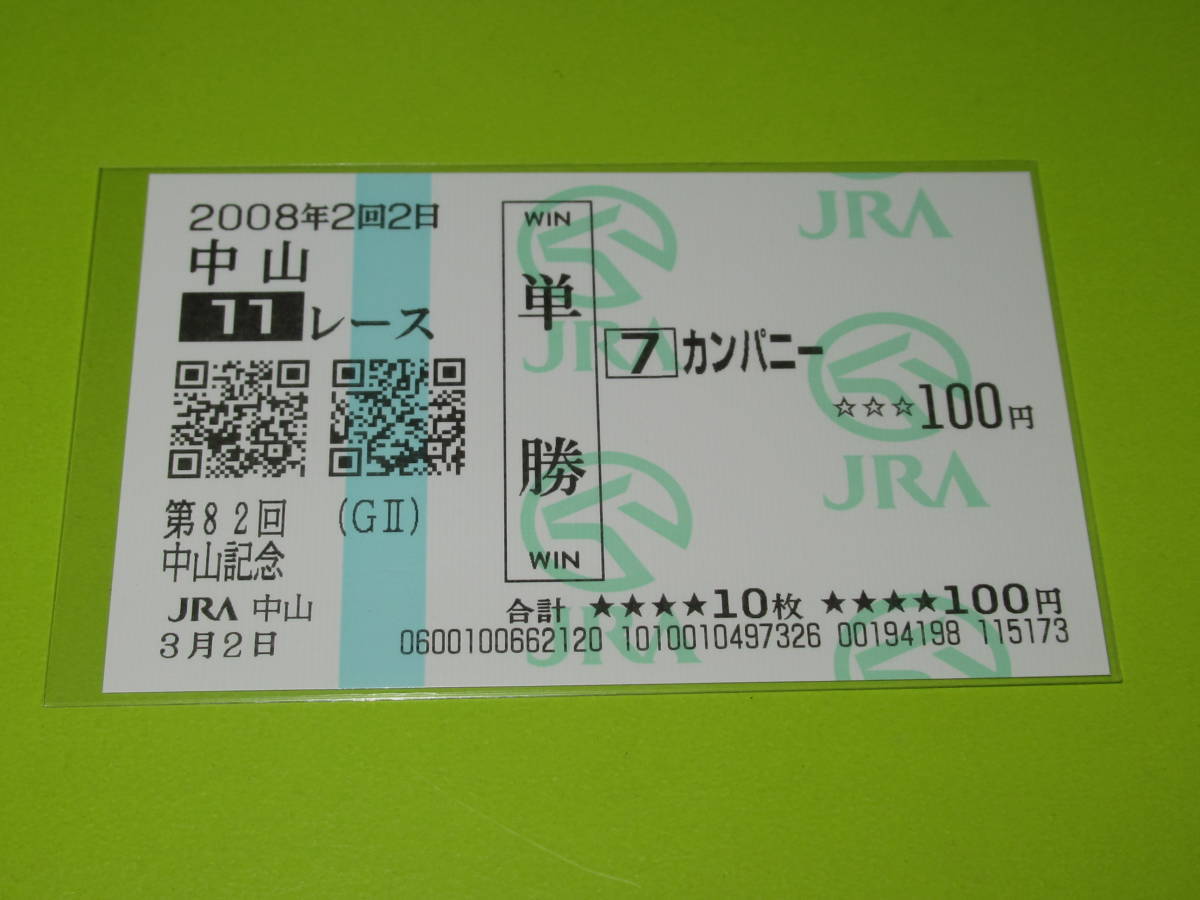 2008年2回2日
中山
11レース
第82回 (GⅡ)
中山記念
JRA 中山
3月2日
WIN
単勝
WIN
7 カンパニー
☆☆☆100円
合計 ★★★★10枚 ★★★★100円
0600100662120 1010010497326 00194198 115173
JRA
JRA
JRA
JRA